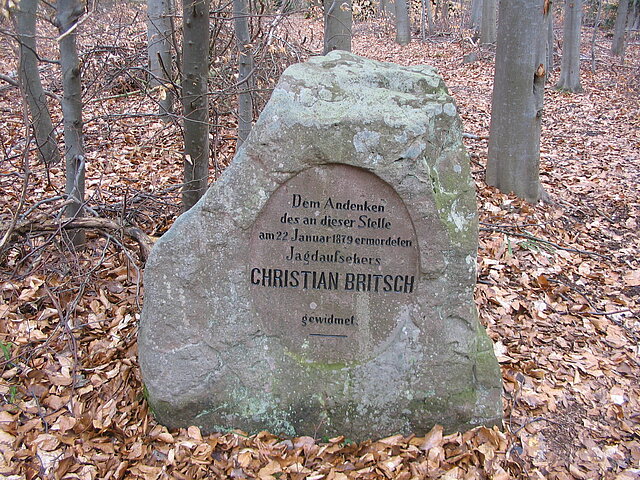 Dem Andenken
des an dieser Stelle
am 22 Januar 1879 ermordeten
Jagdaufsehers
CHRISTIAN BRITSCH
gewidmet.